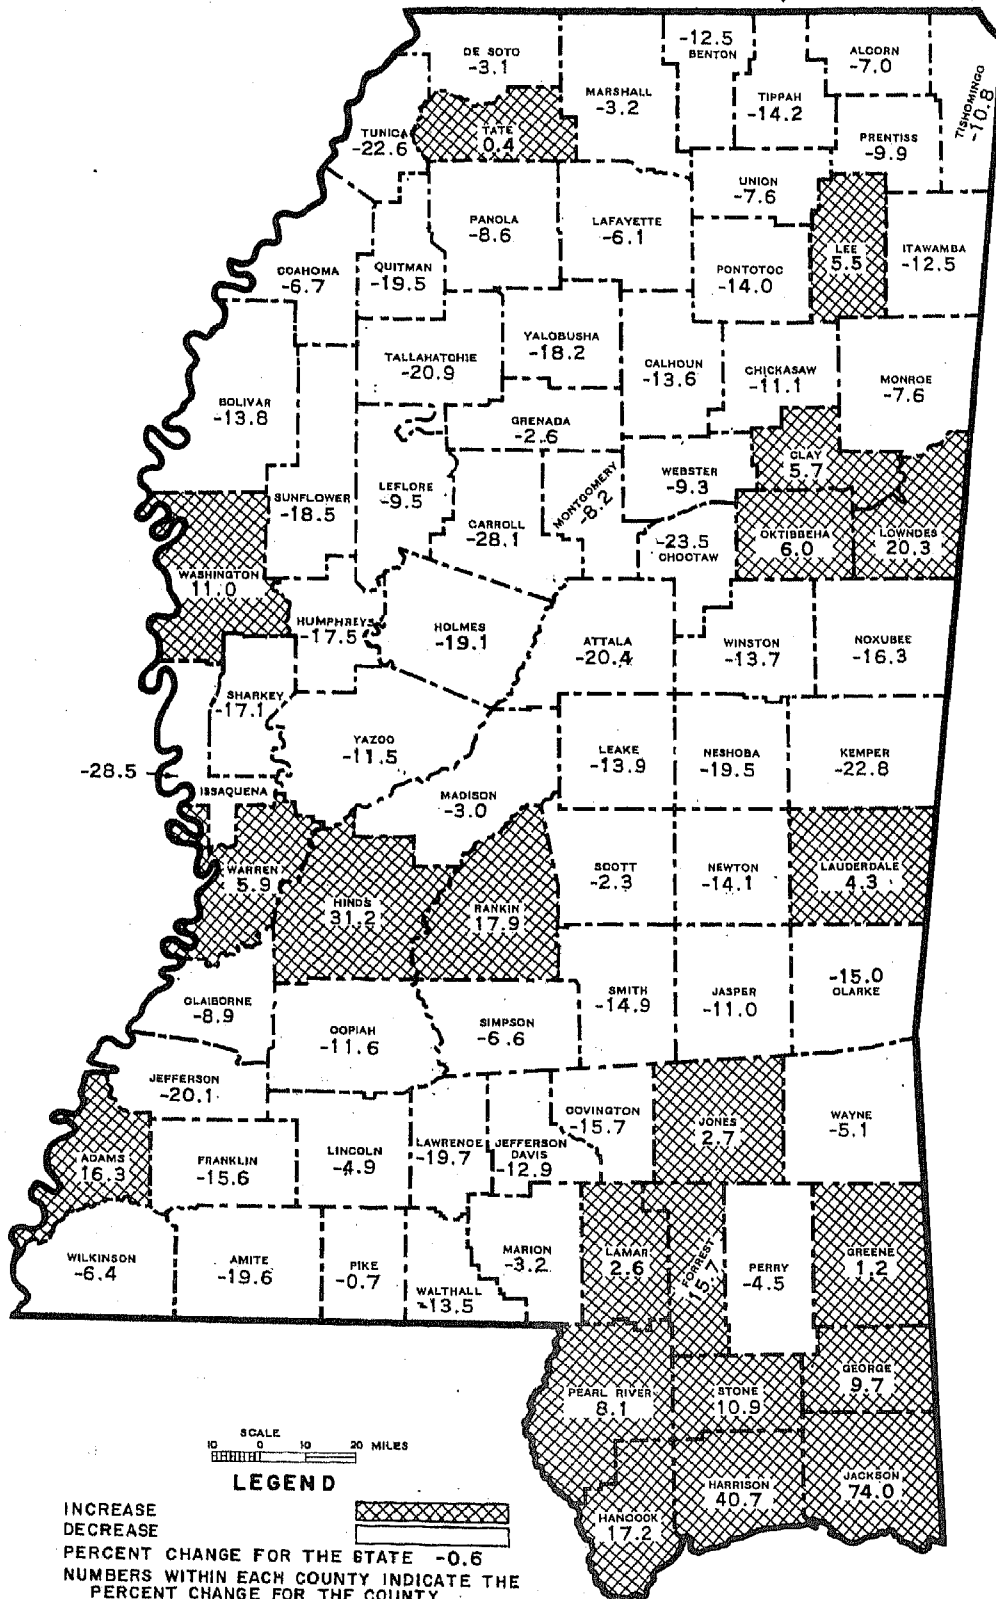 DE SOTO
-3.1
MARSHALL
-3.2
-12.5
BENTON
TIPPAH
-14.2
ALCORN
-7.0
TISHOMINGO
-10.8
PRENTISS
-9.9
TUNICA
-22.6
TATE
0.4
UNION
-7.6
PANOLA
-8.6
LAFAYETTE
-6.1
LEE
5.5
ITAWAMBA
-12.5
COAHOMA
-6.7
QUITMAN
-19.5
PONTOTOC
-14.0
TALLAHATCHIE
-20.9
YALOBUSHA
-18.2
CALHOUN
-13.6
CHICKASAW
-11.1
MONROE
-7.6
BOLIVAR
-13.8
GRENADA
-2.6
CLAY
5.7
SUNFLOWER
-18.5
LEFLORE
-9.5
CARROLL
-28.1
MONTGOMERY
-8.2
WEBSTER
-9.3
-23.5
CHOCTAW
OKTIBBEHA
6.0
LOWNDES
20.3
WASHINGTON
11.0
HUMPHREYS
-17.5
HOLMES
-19.1
ATTALA
-20.4
WINSTON
-13.7
NOXUBEE
-16.3
SHARKEY
-17.1
YAZOO
-11.5
LEAKE
-13.9
NESHOBA
-19.5
KEMPER
-22.8
-28.5
ISSAQUENA
MADISON
-3.0
WARREN
5.9
HINDS
31.2
RANKIN
17.9
SCOTT
-2.3
NEWTON
-14.1
LAUDERDALE
4.3
CLAIBORNE
-8.9
COPIAH
-11.6
SIMPSON
-6.6
SMITH
-14.9
JASPER
-11.0
-15.0
CLARKE
JEFFERSON
-20.1
ADAMS
16.3
FRANKLIN
-15.6
LINCOLN
-4.9
LAWRENCE
-19.7
JEFFERSON
DAVIS
-12.9
COVINGTON
-15.7
JONES
2.7
WAYNE
-5.1
WILKINSON
-6.4
AMITE
-19.6
PIKE
-0.7
WALTHALL
-13.5
MARION
-3.2
LAMAR
2.6
FORREST
15.7
PERRY
-4.5
GREENE
1.2
PEARL RIVER
8.1
STONE
10.9
GEORGE
9.7
HANCOCK
17.2
HARRISON
40.7
JACKSON
74.0
SCALE
10 0 10 20 MILES
LEGEND
INCREASE
DECREASE
PERCENT CHANGE FOR THE STATE -0.6
NUMBERS WITHIN EACH COUNTY INDICATE THE
PERCENT CHANGE FOR THE COUNTY